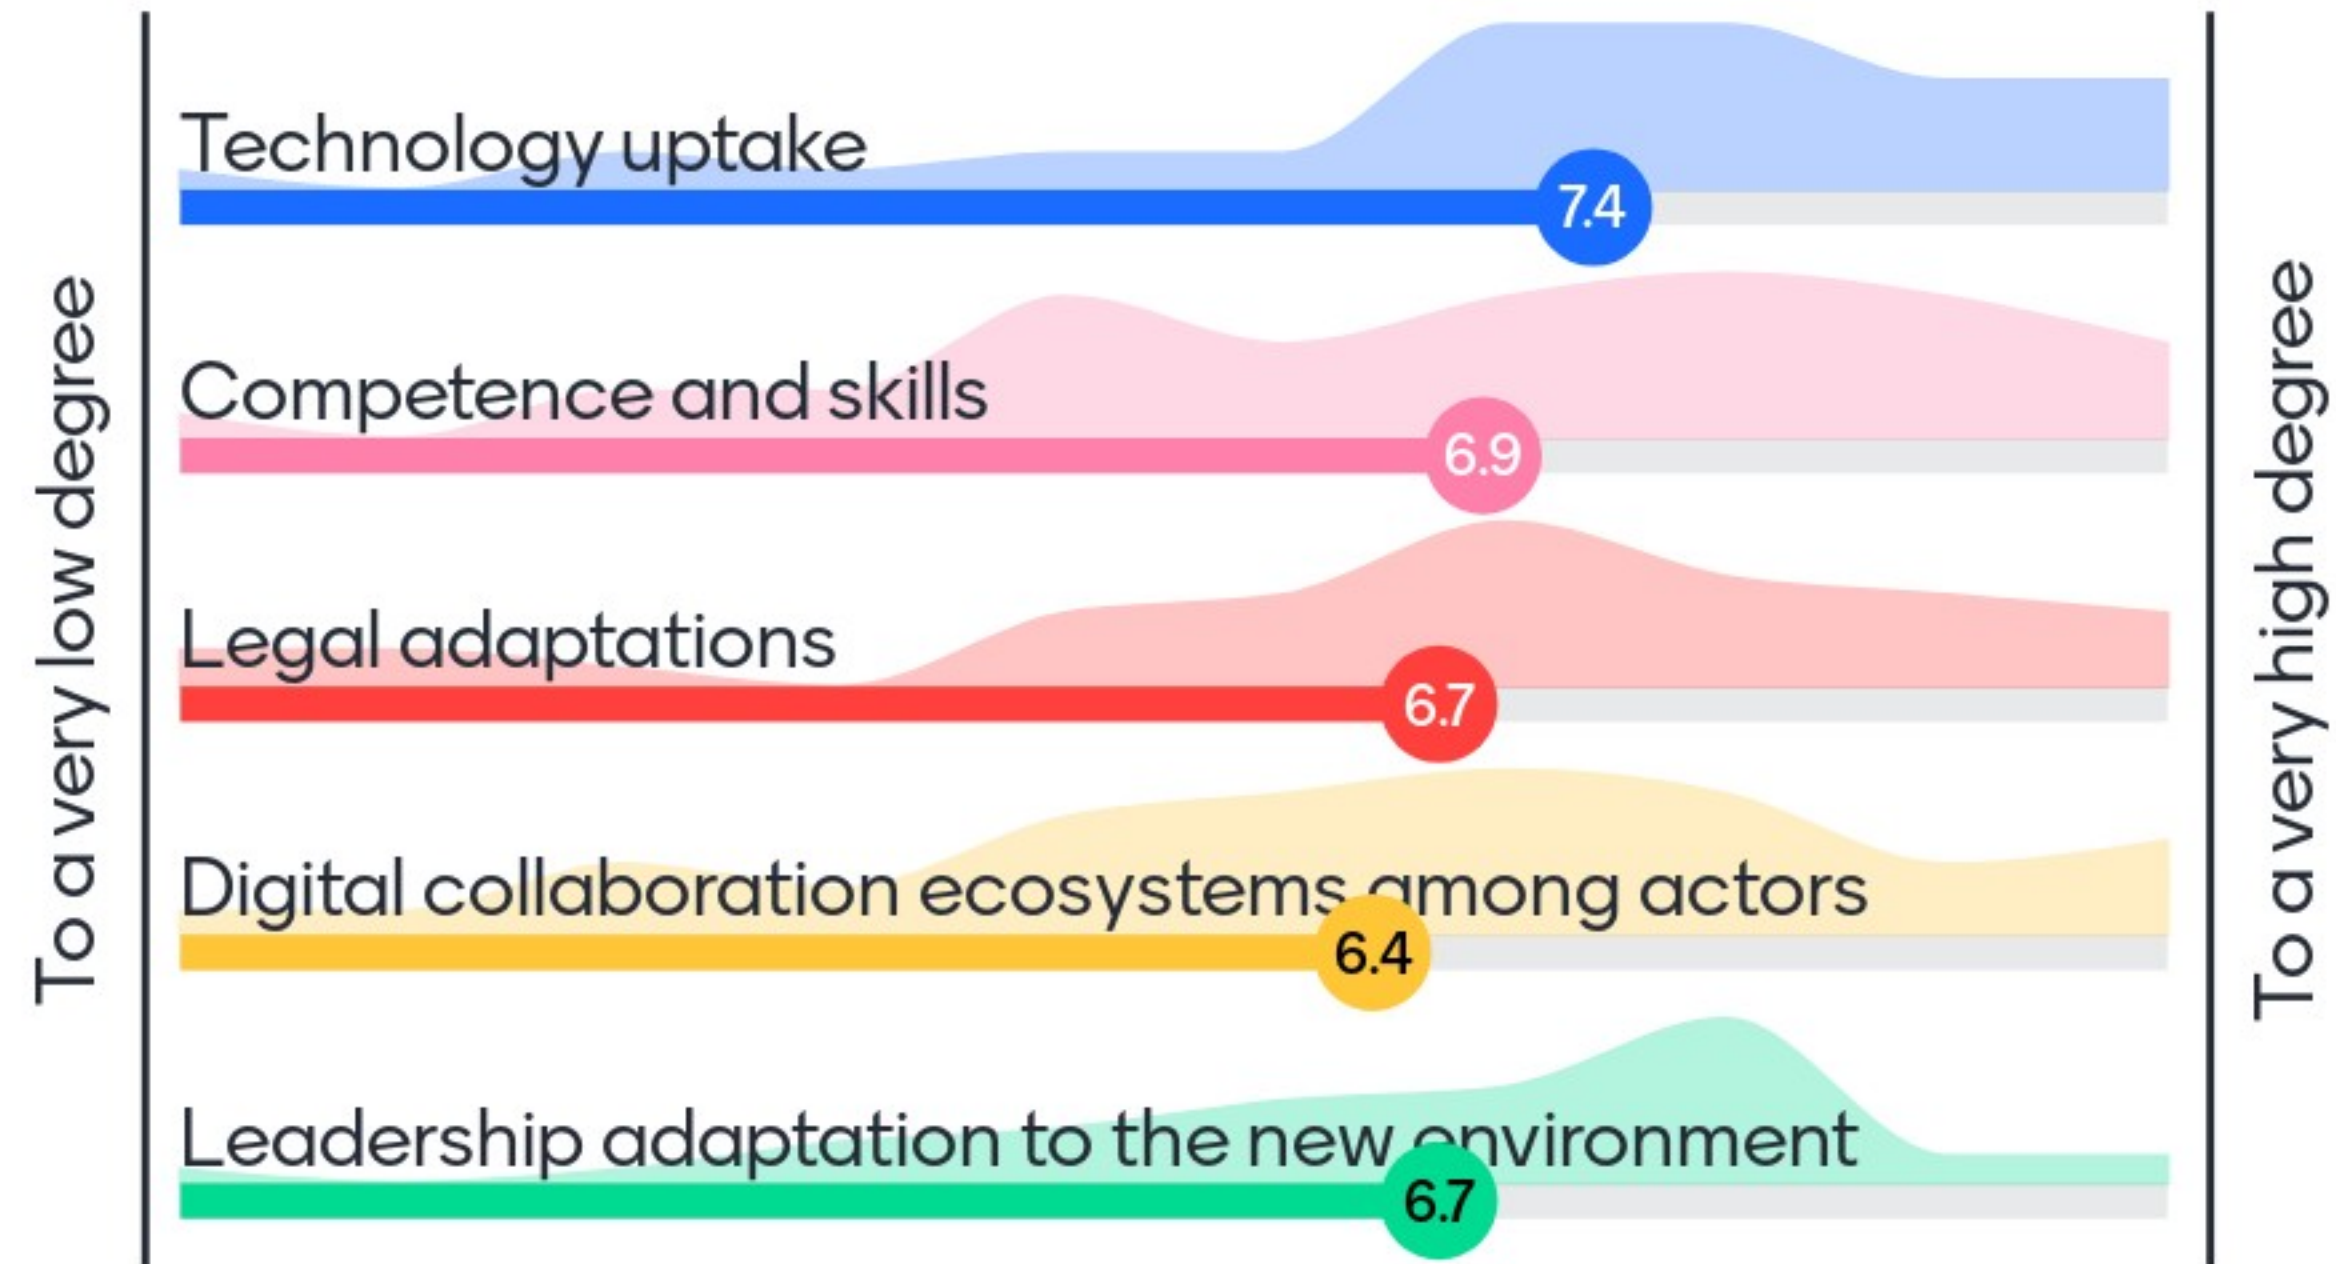 To a very low degree
Technology uptake
7.4
Competence and skills
6.9
Legal adaptations
6.7
Digital collaboration ecosystems among actors
6.4
Leadership adaptation to the new environment
6.7
To a very high degree